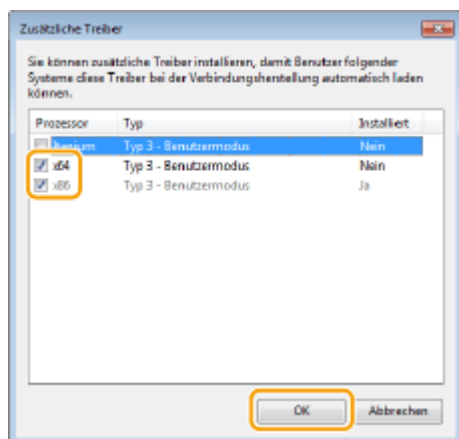 Zusätzliche Treiber
Sie können zusätzliche Treiber installieren, damit Benutzer folgender
Systeme diese Treiber bei der Verbindungsherstellung automatisch laden
können.
Prozessor Typ Installiert
Itanium Typ 3 - Benutzermodus Nein
x64 Typ 3 - Benutzermodus Nein
x86 Typ 3 - Benutzermodus Ja
OK Abbrechen